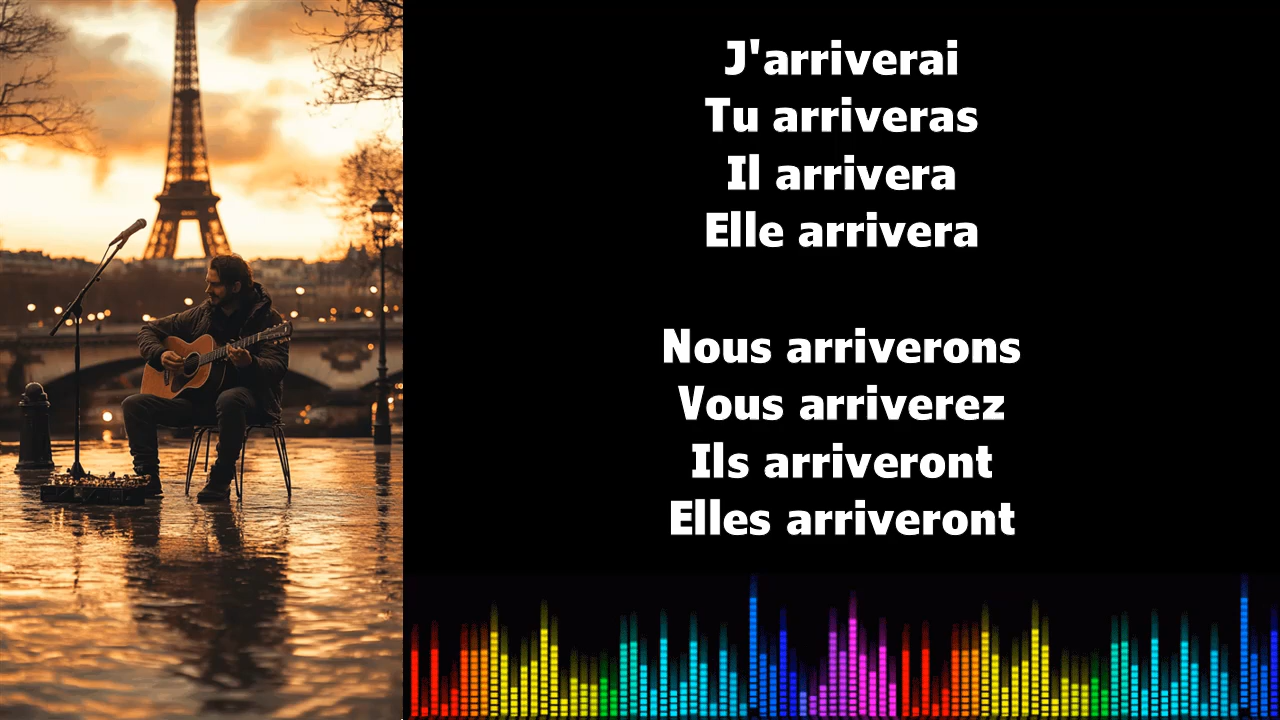 J'arriverai
Tu arriveras
Il arrivera
Elle arrivera
Nous arriverons
Vous arriverez
Ils arriveront
Elles arriveront